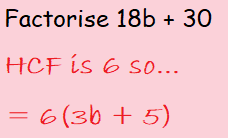 Factorise 18b + 30
HCF is 6 so...
= 6(3b + 5)